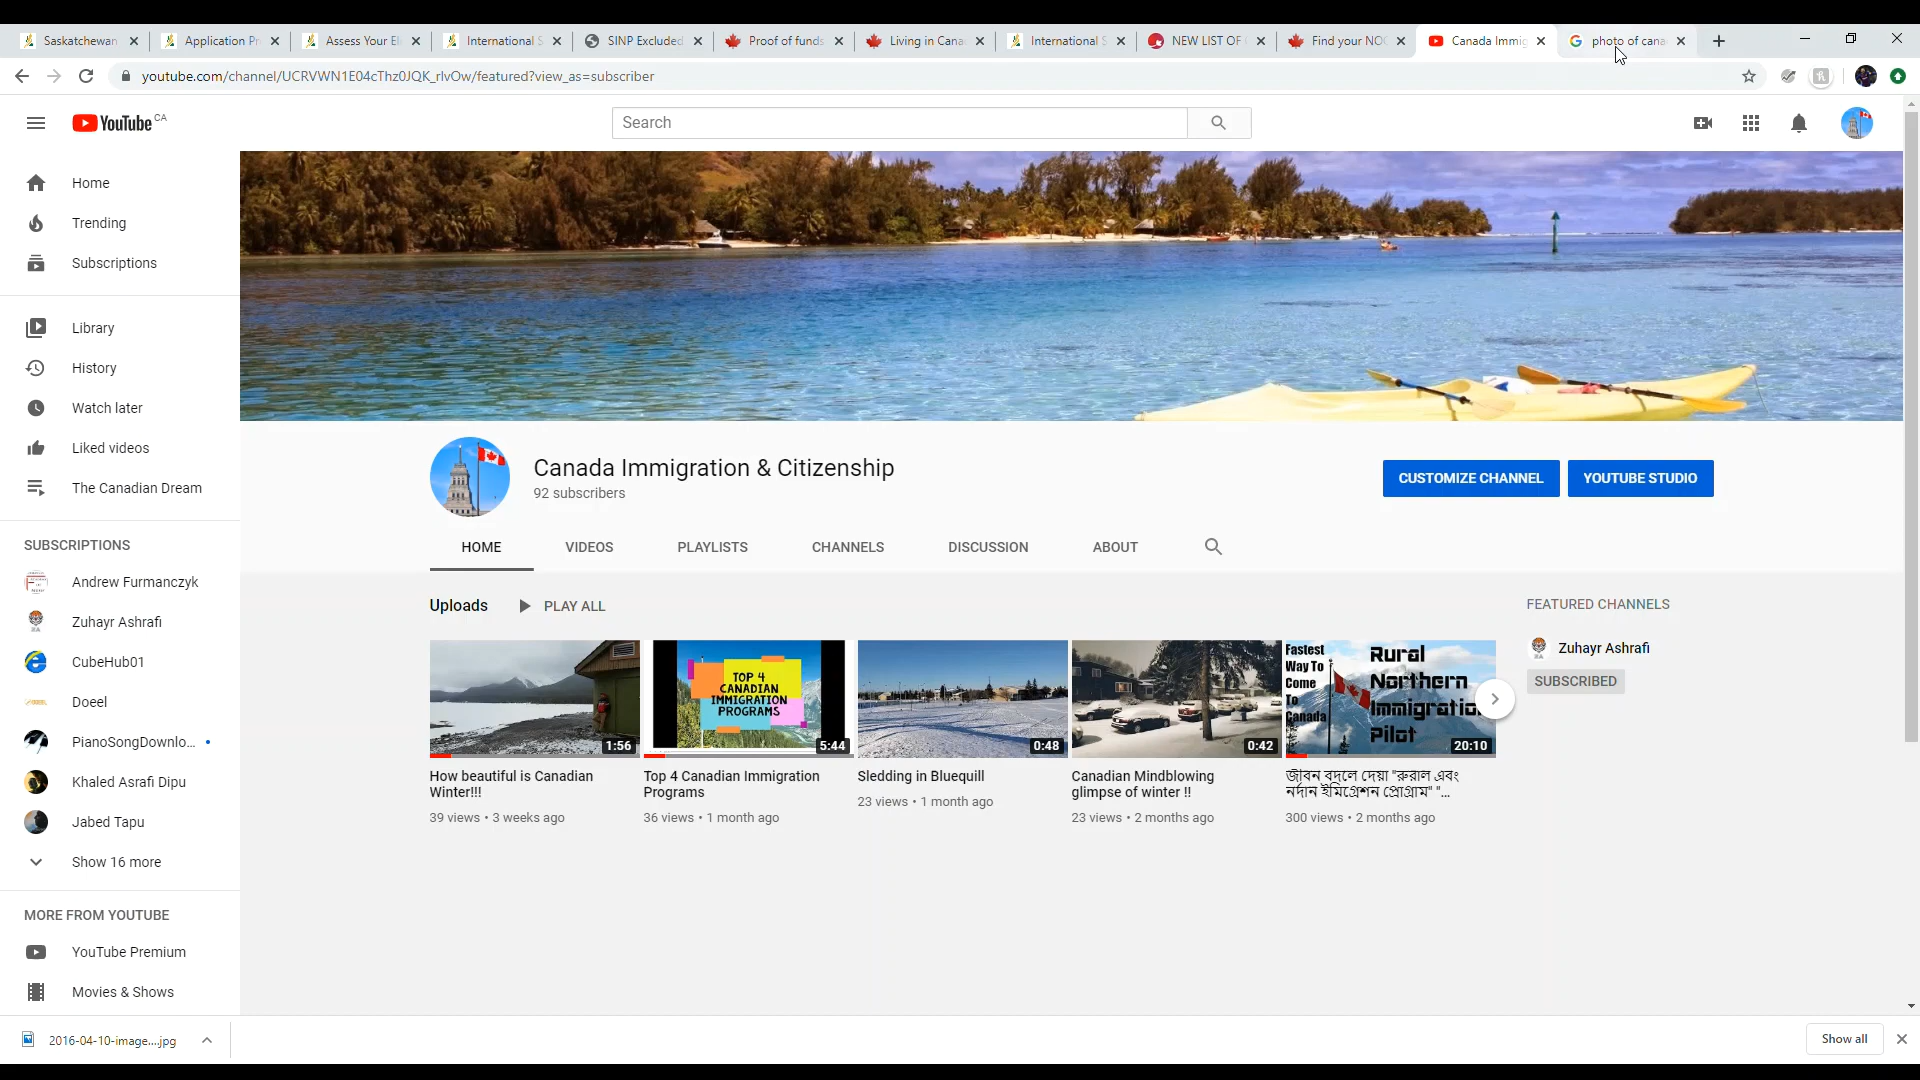 Saskatchewan
Application Pr
Assess Your El
International S
SINP Excluded
Proof of funds
Living in Cana
International S
NEW LIST OF
Find your NOC
Canada Immig
photo of cana
youtube.com/channel/UCRVWN1E04cThz0JQK_rlvOw/featured?view_as=subscriber
YouTube CA
Search
Home
Trending
Subscriptions
Library
History
Watch later
Liked videos
The Canadian Dream
SUBSCRIPTIONS
Andrew Furmanczyk
Zuhayr Ashrafi
CubeHub01
Doeel
PianoSongDownlo...
Khaled Asrafi Dipu
Jabed Tapu
Show 16 more
MORE FROM YOUTUBE
YouTube Premium
Movies & Shows
Canada Immigration & Citizenship
92 subscribers
CUSTOMIZE CHANNEL
YOUTUBE STUDIO
HOME
VIDEOS
PLAYLISTS
CHANNELS
DISCUSSION
ABOUT
Uploads
PLAY ALL
1:56
How beautiful is Canadian
Winter!!!
39 views • 3 weeks ago
TOP 4
CANADIAN
IMMIGRATION
PROGRAMS
5:44
Top 4 Canadian Immigration
Programs
36 views • 1 month ago
0:48
Sledding in Bluequill
23 views • 1 month ago
0:42
Canadian Mindblowing
glimpse of winter !!
23 views • 2 months ago
Fastest
Way To
Come
To
Canada
Rural
Northern
Immigratio
Pilot
20:10
জীবন বদলে দেয়া "রুরাল এবং
নর্দান ইমিগ্রেশন প্রোগ্রাম" "...
300 views • 2 months ago
FEATURED CHANNELS
Zuhayr Ashrafi
SUBSCRIBED
2016-04-10-image....jpg
Show all